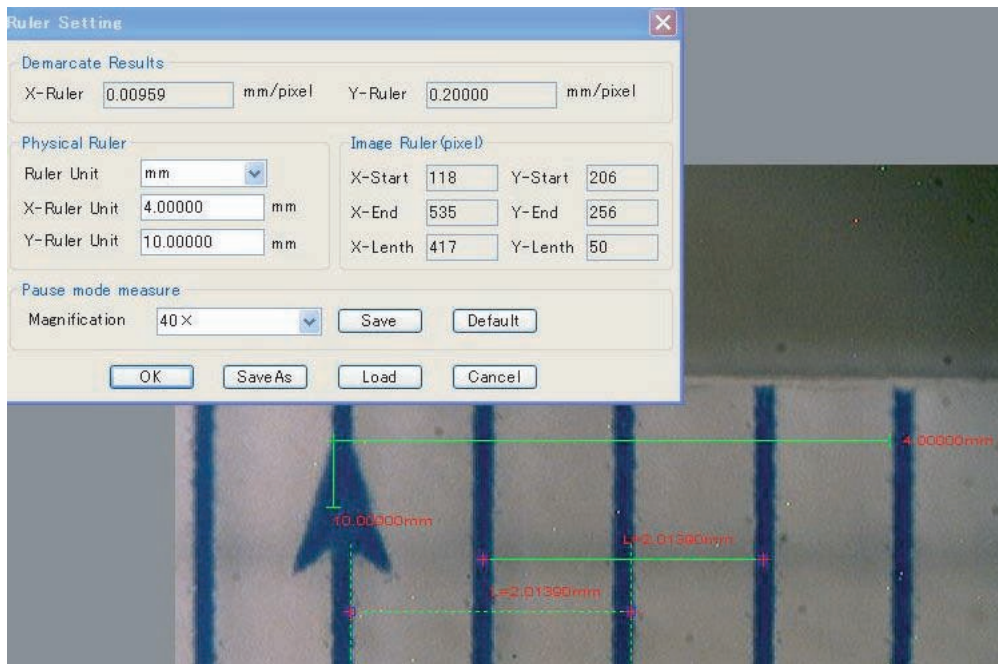 Ruler Setting
Demarcate Results
X-Ruler 0.00959 mm/pixel Y-Ruler 0.20000 mm/pixel
Physical Ruler
Image Ruler(pixel)
Ruler Unit mm
X-Start 118 Y-Start 206
X-Ruler Unit 4.00000 mm
X-End 535 Y-End 256
Y-Ruler Unit 10.00000 mm
X-Lenth 417 Y-Lenth 50
Pause mode measure
Magnification 40× Save Default
OK SaveAs Load Cancel
4.00000mm
10.00000mm
L=2.01390mm
L=2.01390mm